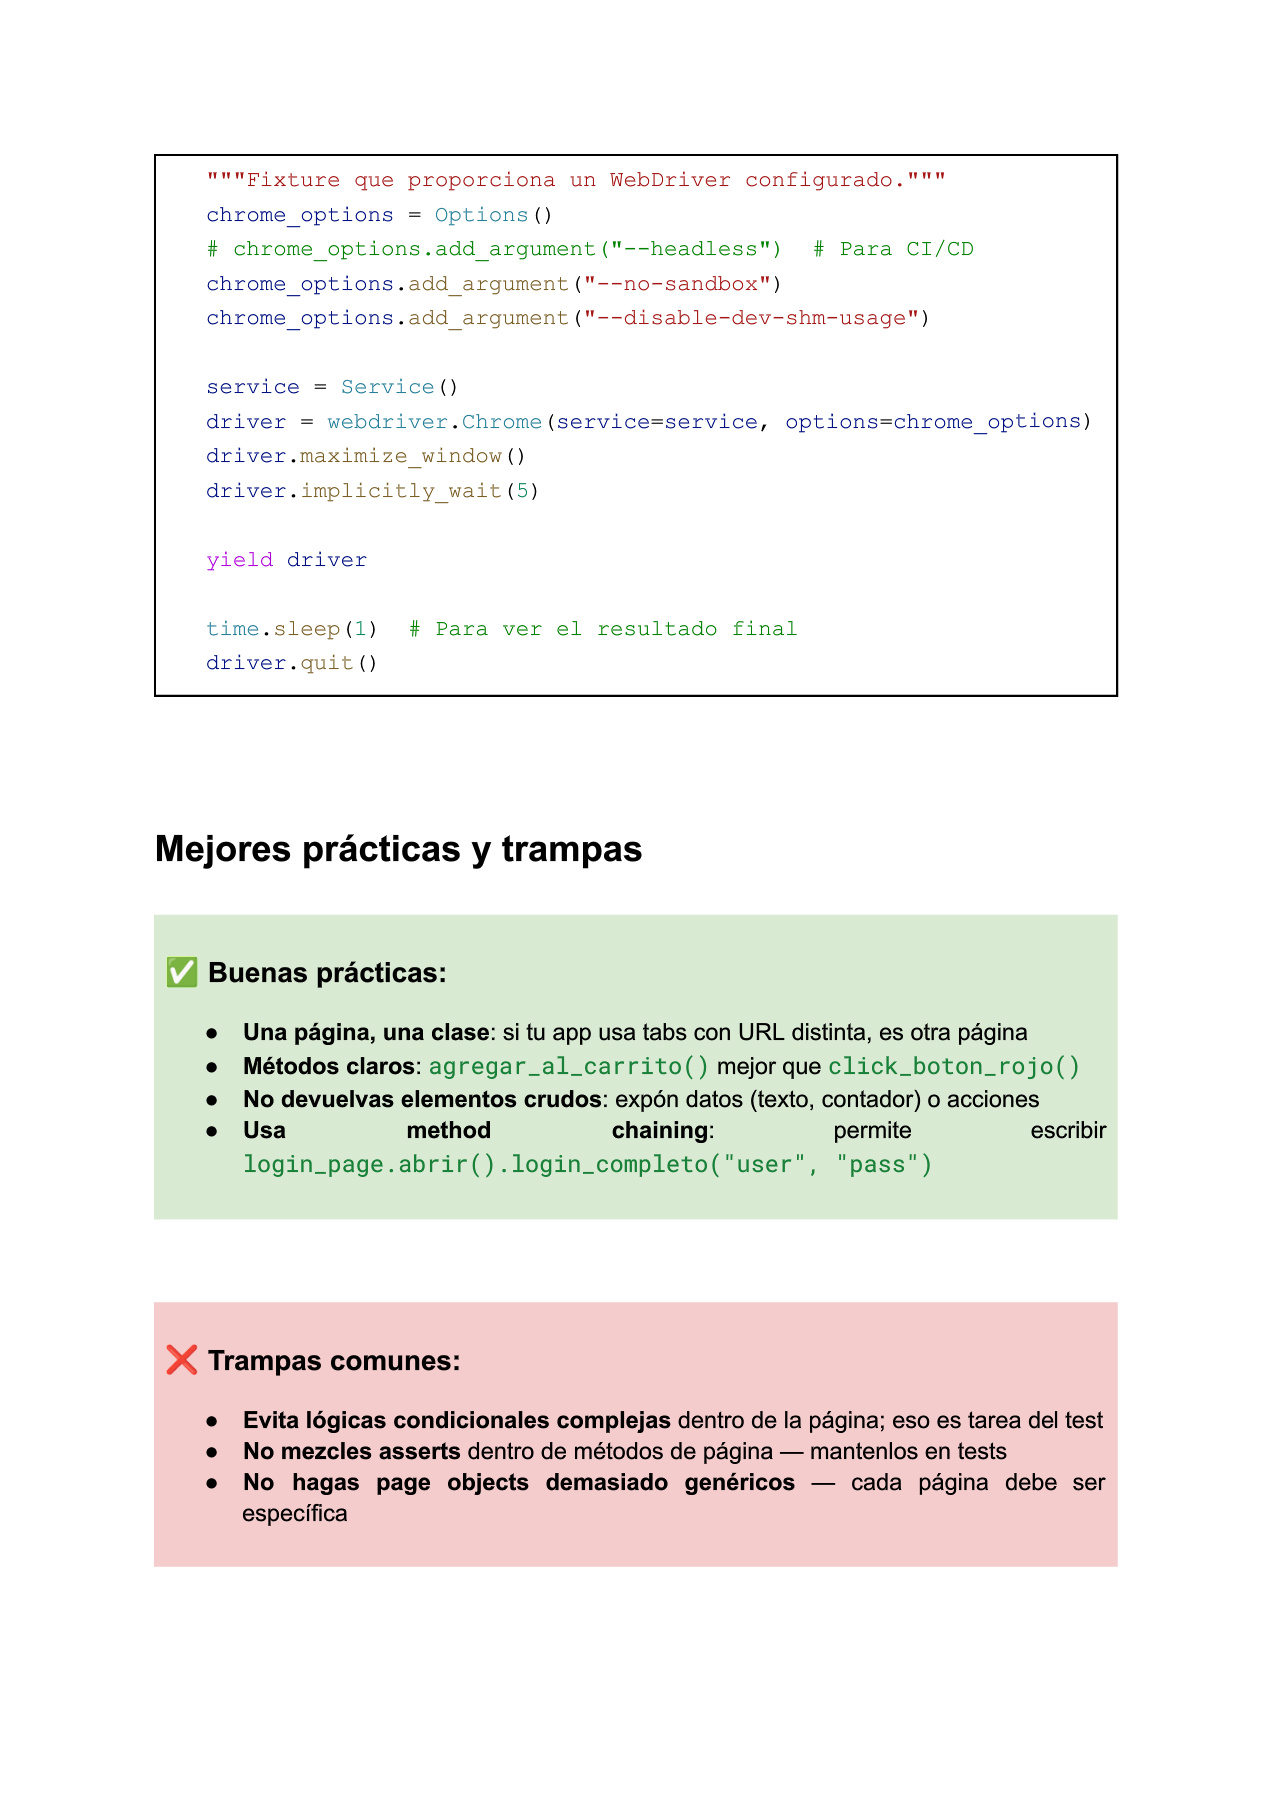 """Fixture que proporciona un WebDriver configurado."""
chrome_options = Options()
# chrome_options.add_argument("--headless")  # Para CI/CD
chrome_options.add_argument("--no-sandbox")
chrome_options.add_argument("--disable-dev-shm-usage")
service = Service()
driver = webdriver.Chrome(service=service, options=chrome_options)
driver.maximize_window()
driver.implicitly_wait(5)
yield driver
time.sleep(1)  # Para ver el resultado final
driver.quit()
Mejores prácticas y trampas
✅ Buenas prácticas:
● Una página, una clase: si tu app usa tabs con URL distinta, es otra página
● Métodos claros: agregar_al_carrito() mejor que click_boton_rojo()
● No devuelvas elementos crudos: expón datos (texto, contador) o acciones
● Usa method chaining: permite escribir
login_page.abrir().login_completo("user", "pass")
❌ Trampas comunes:
● Evita lógicas condicionales complejas dentro de la página; eso es tarea del test
● No mezcles asserts dentro de métodos de página — mantenlos en tests
● No hagas page objects demasiado genéricos — cada página debe ser
específica